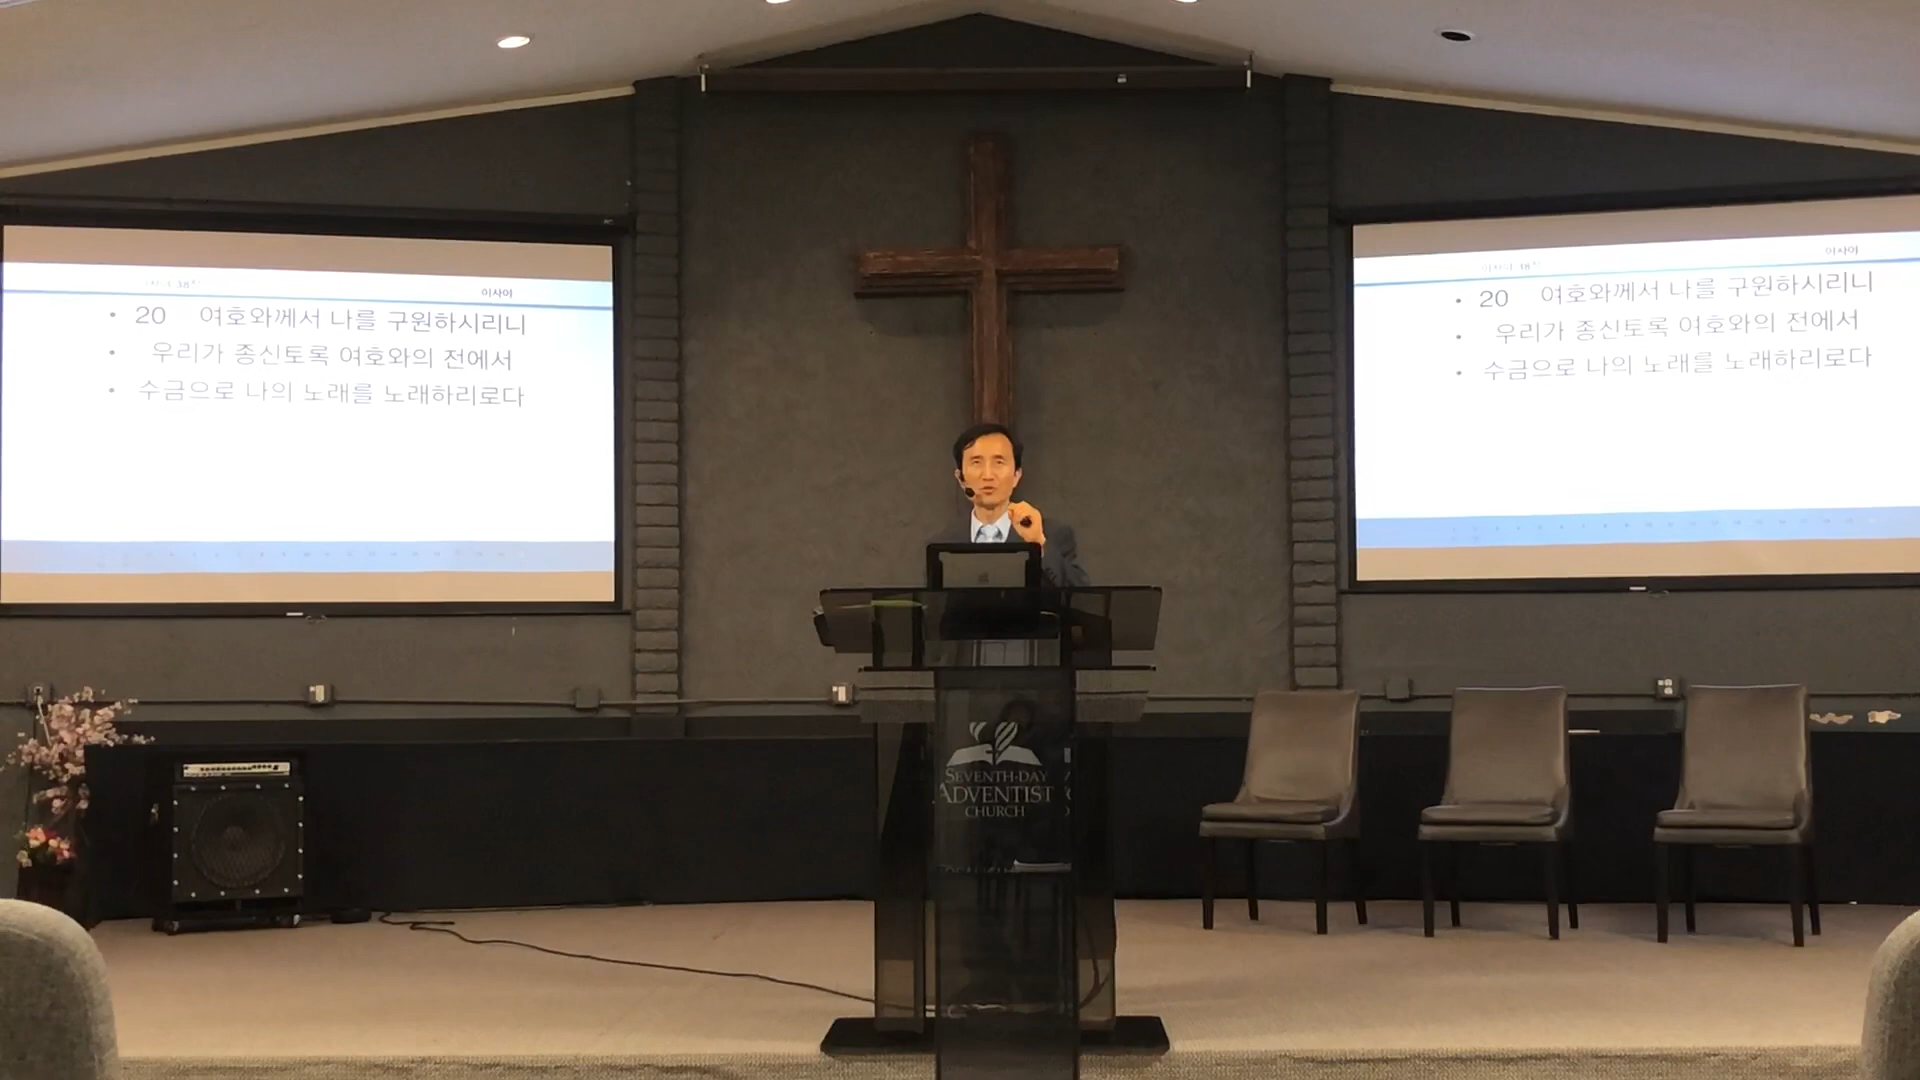 이사야
20 여호와께서 나를 구원하시리니
우리가 종신토록 여호와의 전에서
수금으로 나의 노래를 노래하리로다
이사야
20 여호와께서 나를 구원하시리니
우리가 종신토록 여호와의 전에서
수금으로 나의 노래를 노래하리로다
SEVENTH-DAY
ADVENTIST
CHURCH